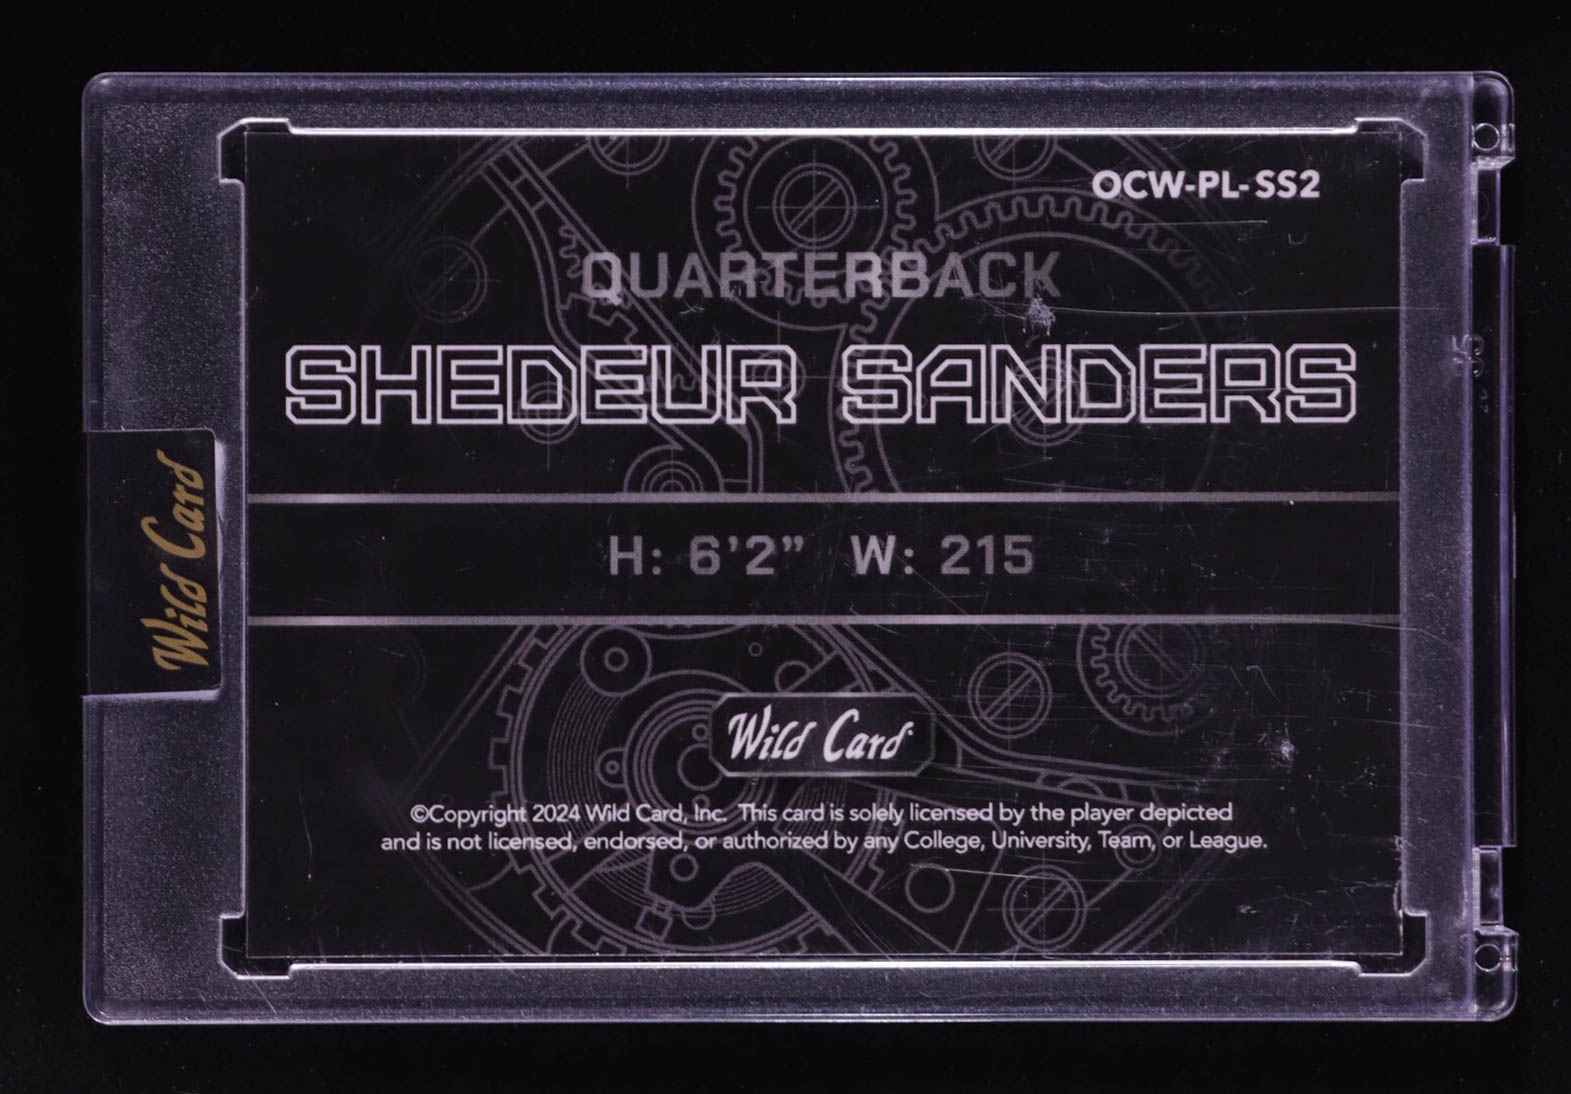 OCW-PL-SS2
QUARTERBACK
SHEDEUR SANDERS
H: 6'2” W: 215
Wild Card
Wild Card
©Copyright 2024 Wild Card, Inc. This card is solely licensed by the player depicted
and is not licensed, endorsed, or authorized by any College, University, Team, or League.